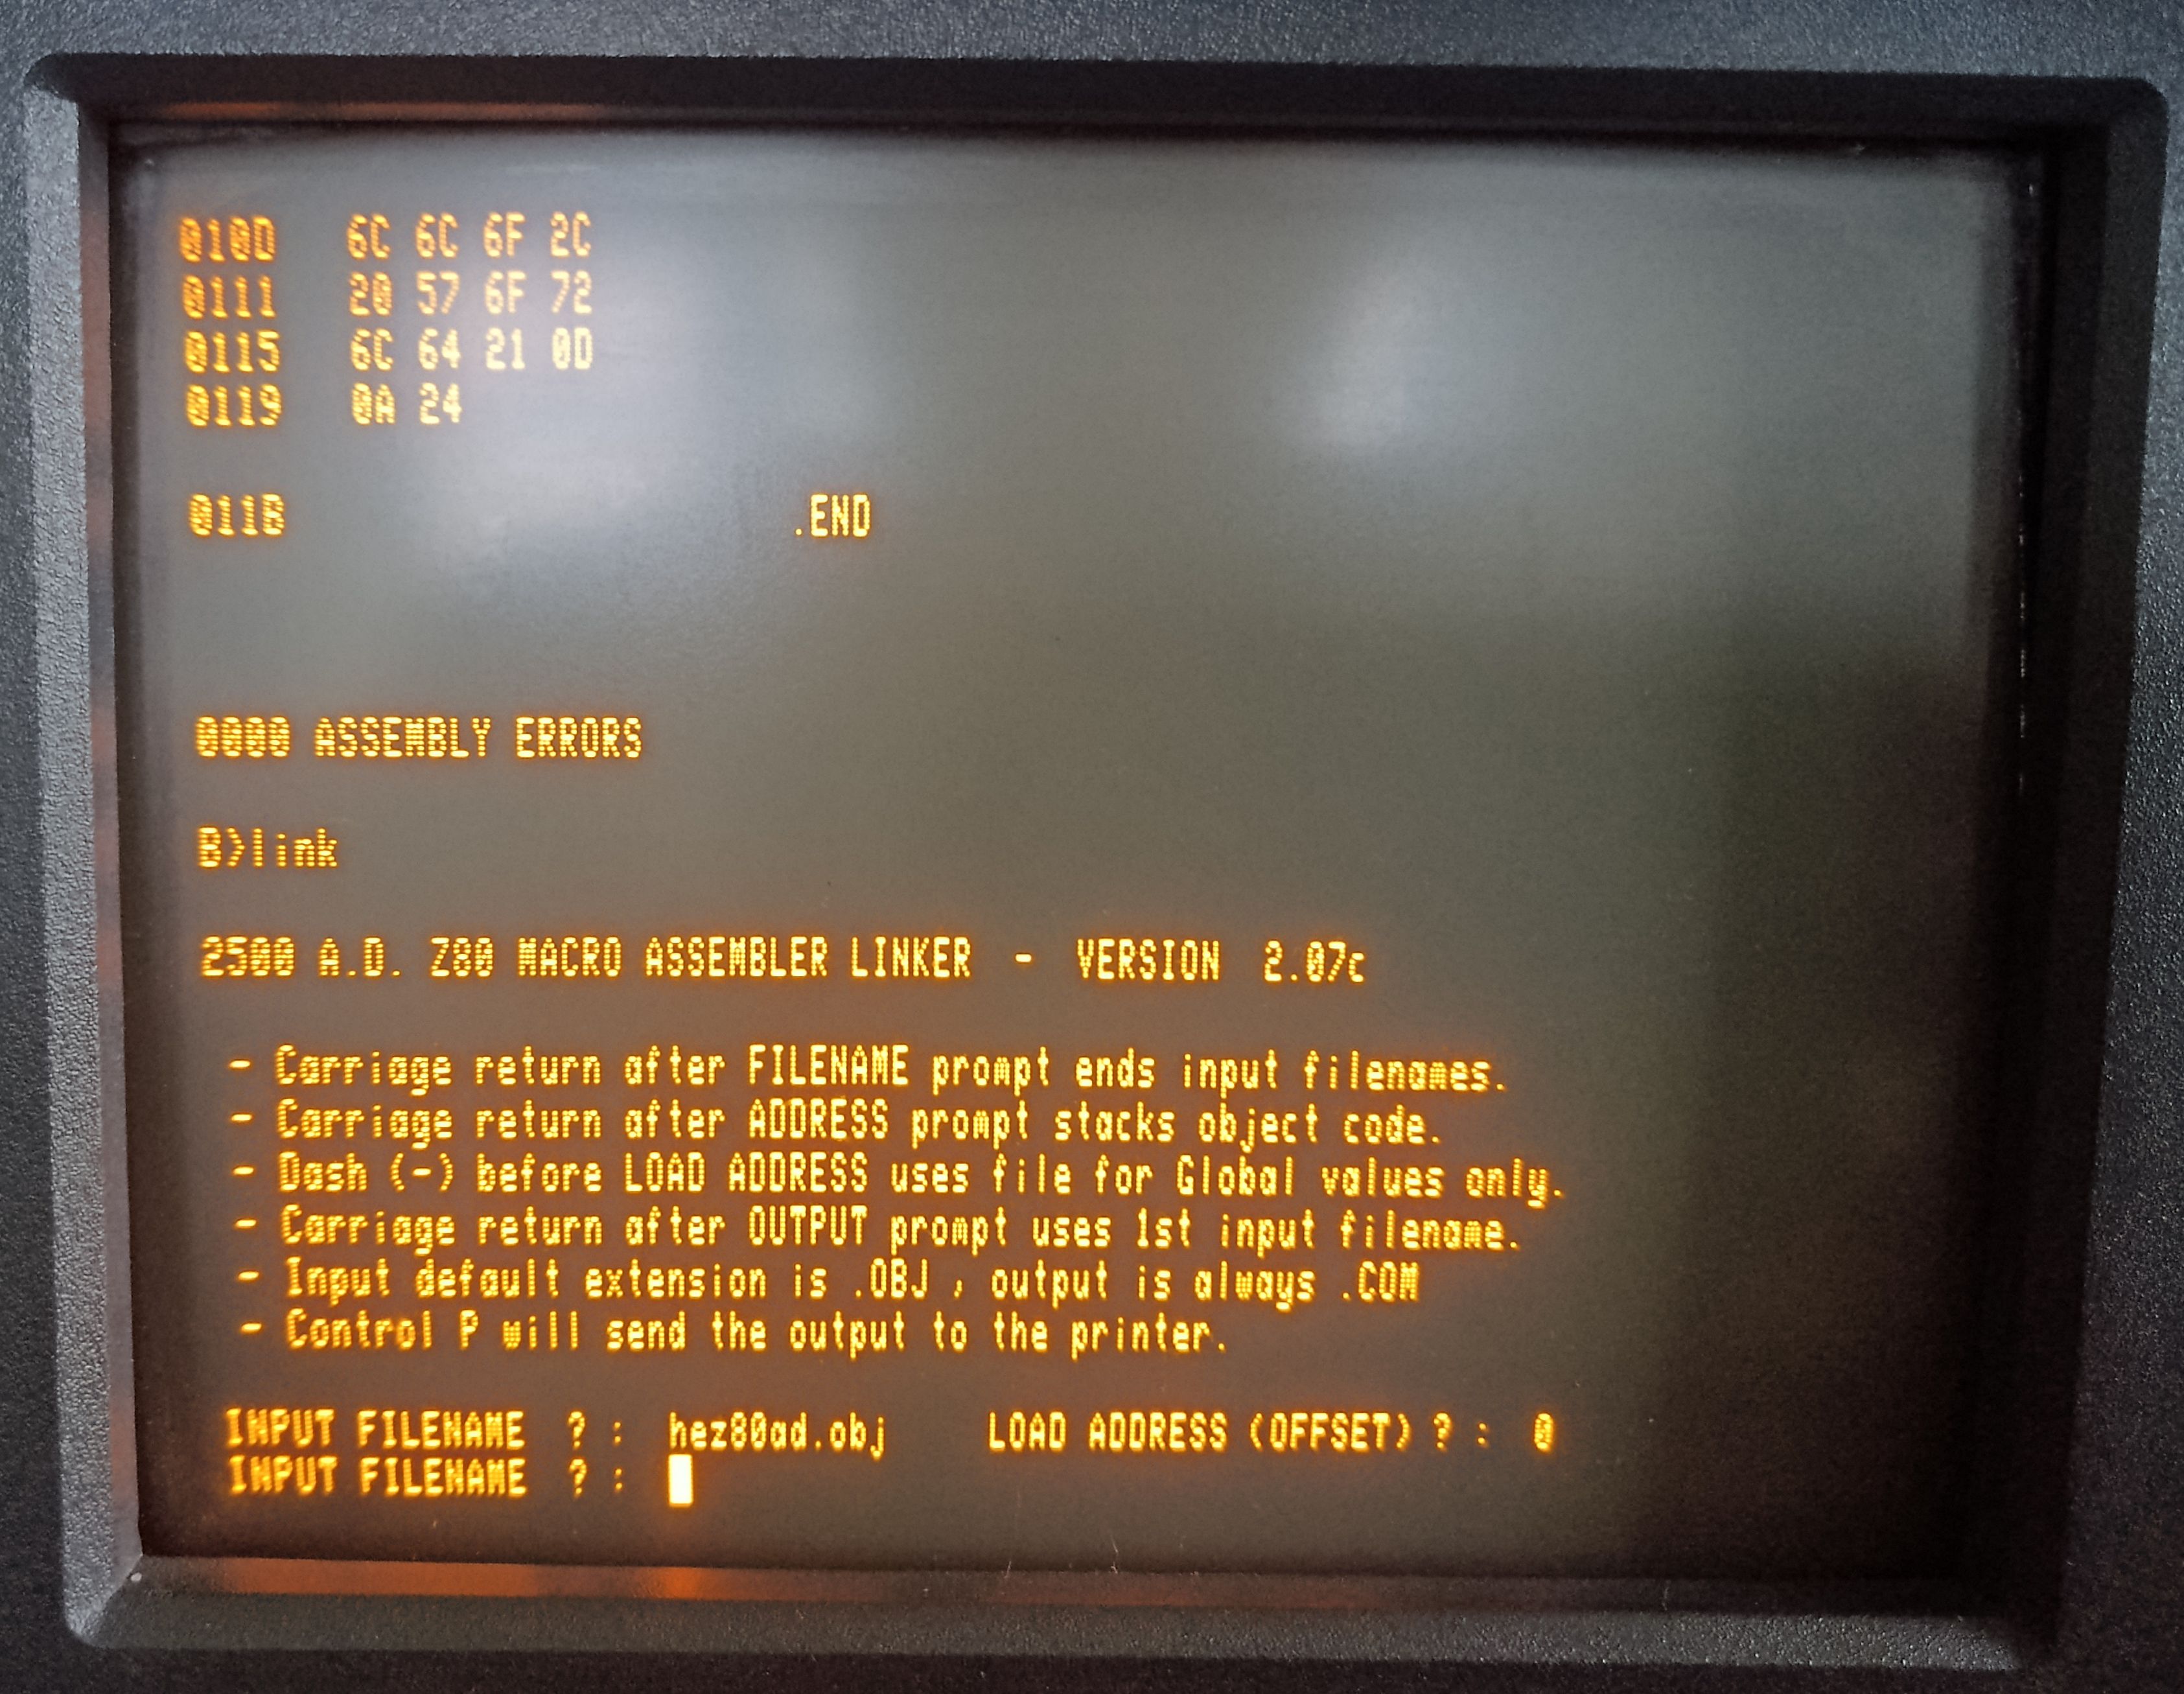 010D   6C 6C 6F 2C
0111   20 57 6F 72
0115   6C 64 21 0D
0119   0A 24
011B                      .END
0000 ASSEMBLY ERRORS
B>link
2500 A.D. Z80 MACRO ASSEMBLER LINKER  -  VERSION  2.07c
- Carriage return after FILENAME prompt ends input filenames.
- Carriage return after ADDRESS prompt stacks object code.
- Dash (-) before LOAD ADDRESS uses file for Global values only.
- Carriage return after OUTPUT prompt uses 1st input filename.
- Input default extension is .OBJ , output is always .COM
- Control P will send the output to the printer.
INPUT FILENAME  ? :  hez80ad.obj     LOAD ADDRESS (OFFSET) ? :  0
INPUT FILENAME  ? :